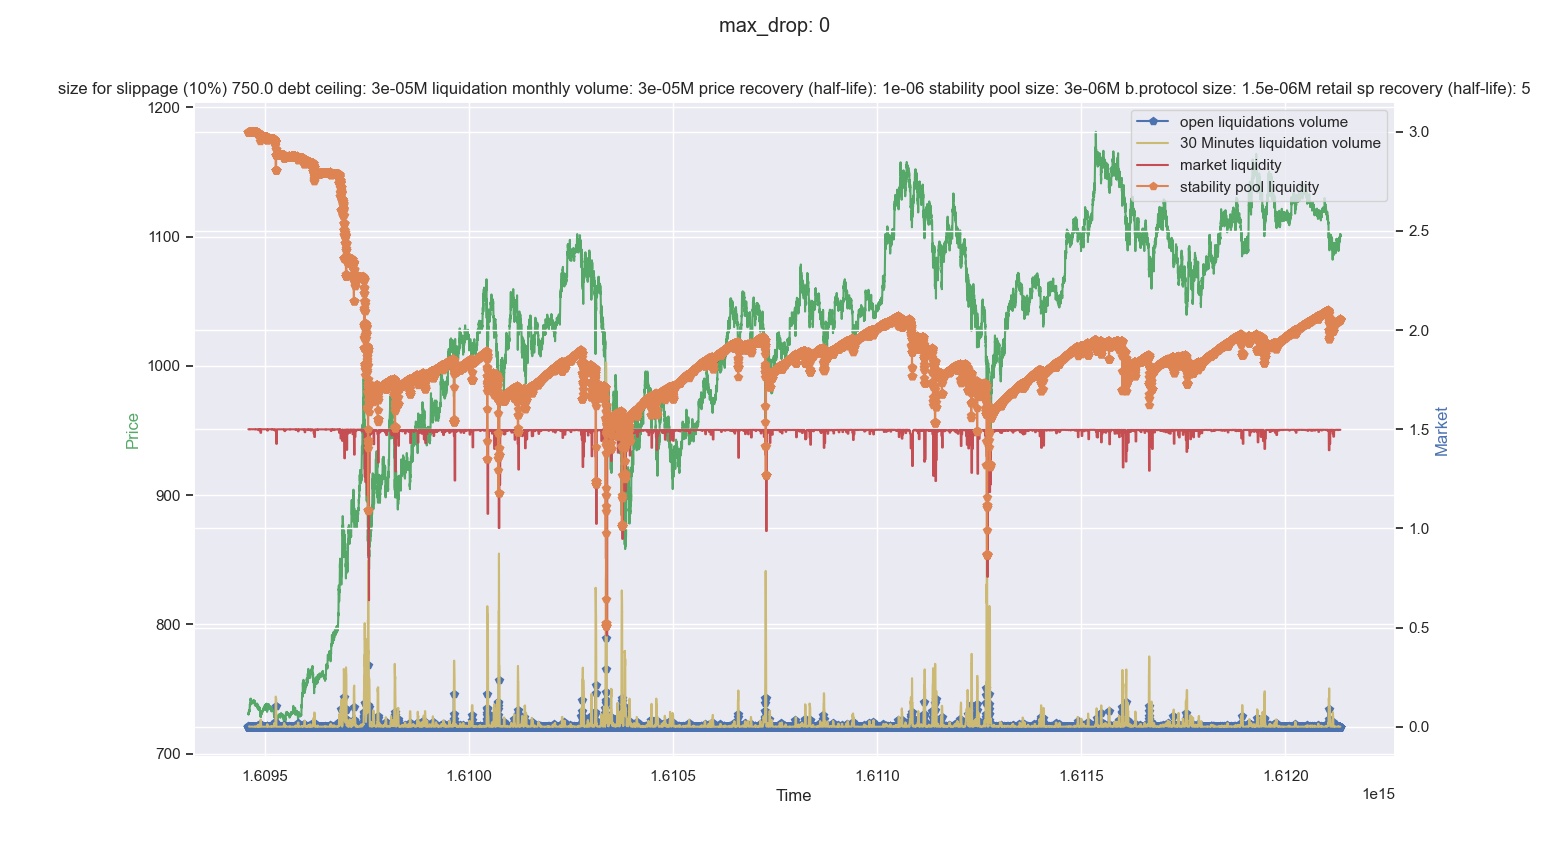 max_drop: 0
size for slippage (10%) 750.0 debt ceiling: 3e-05M liquidation monthly volume: 3e-05M price recovery (half-life): 1e-06 stability pool size: 3e-06M b.protocol size: 1.5e-06M retail sp recovery (half-life): 5
open liquidations volume
30 Minutes liquidation volume
market liquidity
stability pool liquidity
1200
1100
1000
900
800
700
Price
3.0
2.5
2.0
1.5
1.0
0.5
0.0
Market
1.6095 1.6100 1.6105 1.6110 1.6115 1.6120
1e15
Time